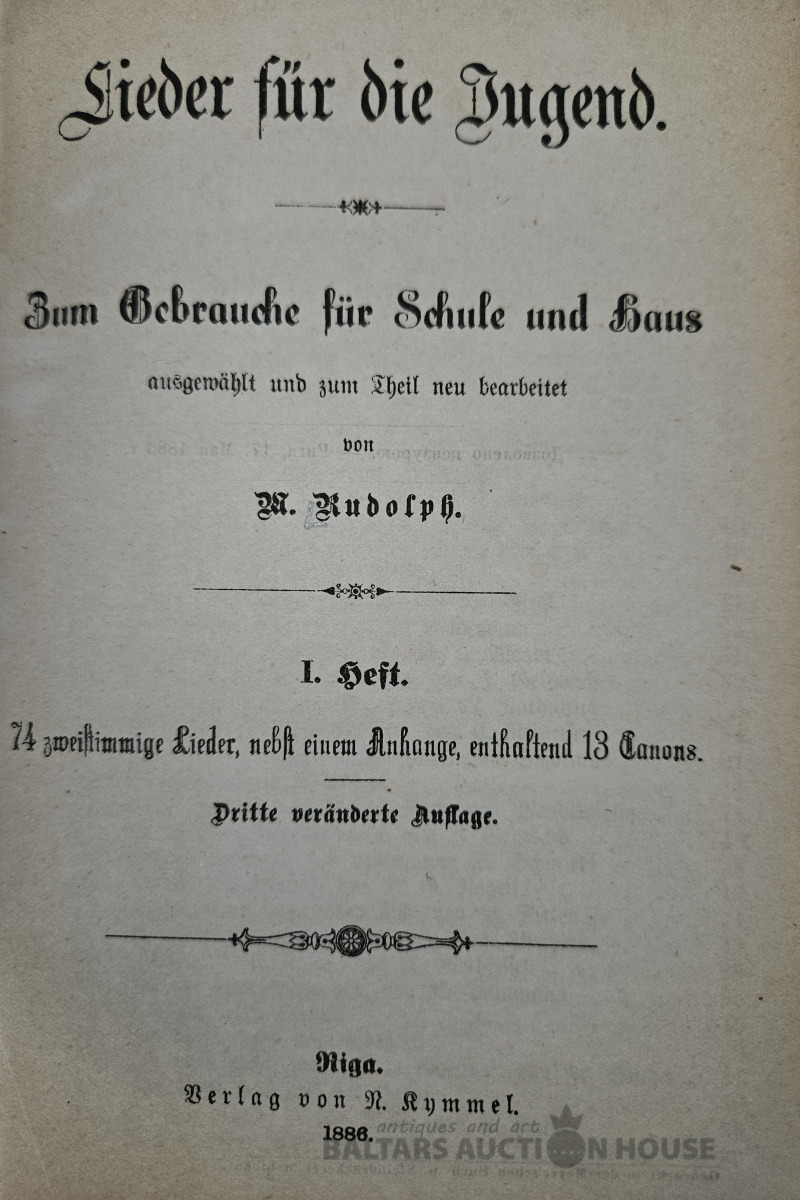 Lieder für die Jugend.
Zum Gebrauche für Schule und Haus
ausgewählt und zum Theil neu bearbeitet
von
M. Rudolph.
I. Heft.
74 zweistimmige Lieder, nebst einem Anhange, enthaltend 13 Canons.
Dritte veränderte Auflage.
Riga.
Verlag von N. Kymmel.
1886.
antiques and art
BALTARS AUCTION HOUSE